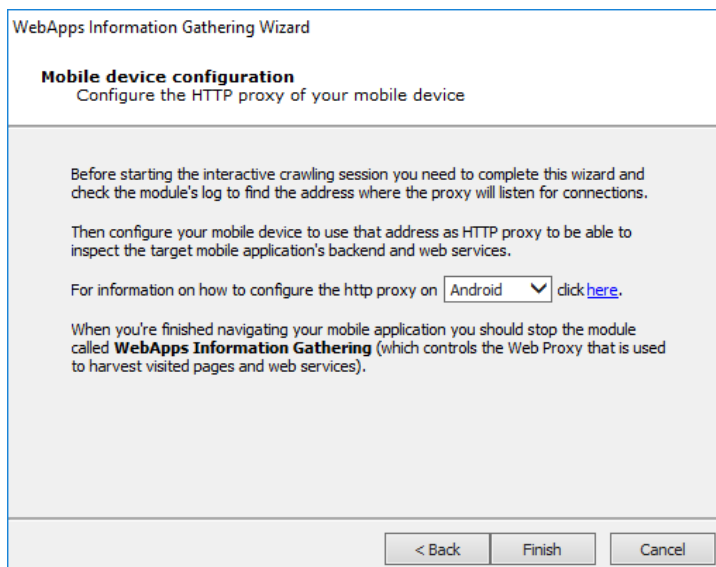 WebApps Information Gathering Wizard
Mobile device configuration
Configure the HTTP proxy of your mobile device
Before starting the interactive crawling session you need to complete this wizard and
check the module's log to find the address where the proxy will listen for connections.
Then configure your mobile device to use that address as HTTP proxy to be able to
inspect the target mobile application's backend and web services.
For information on how to configure the http proxy on Android click here.
When you're finished navigating your mobile application you should stop the module
called WebApps Information Gathering (which controls the Web Proxy that is used
to harvest visited pages and web services).
< Back Finish Cancel